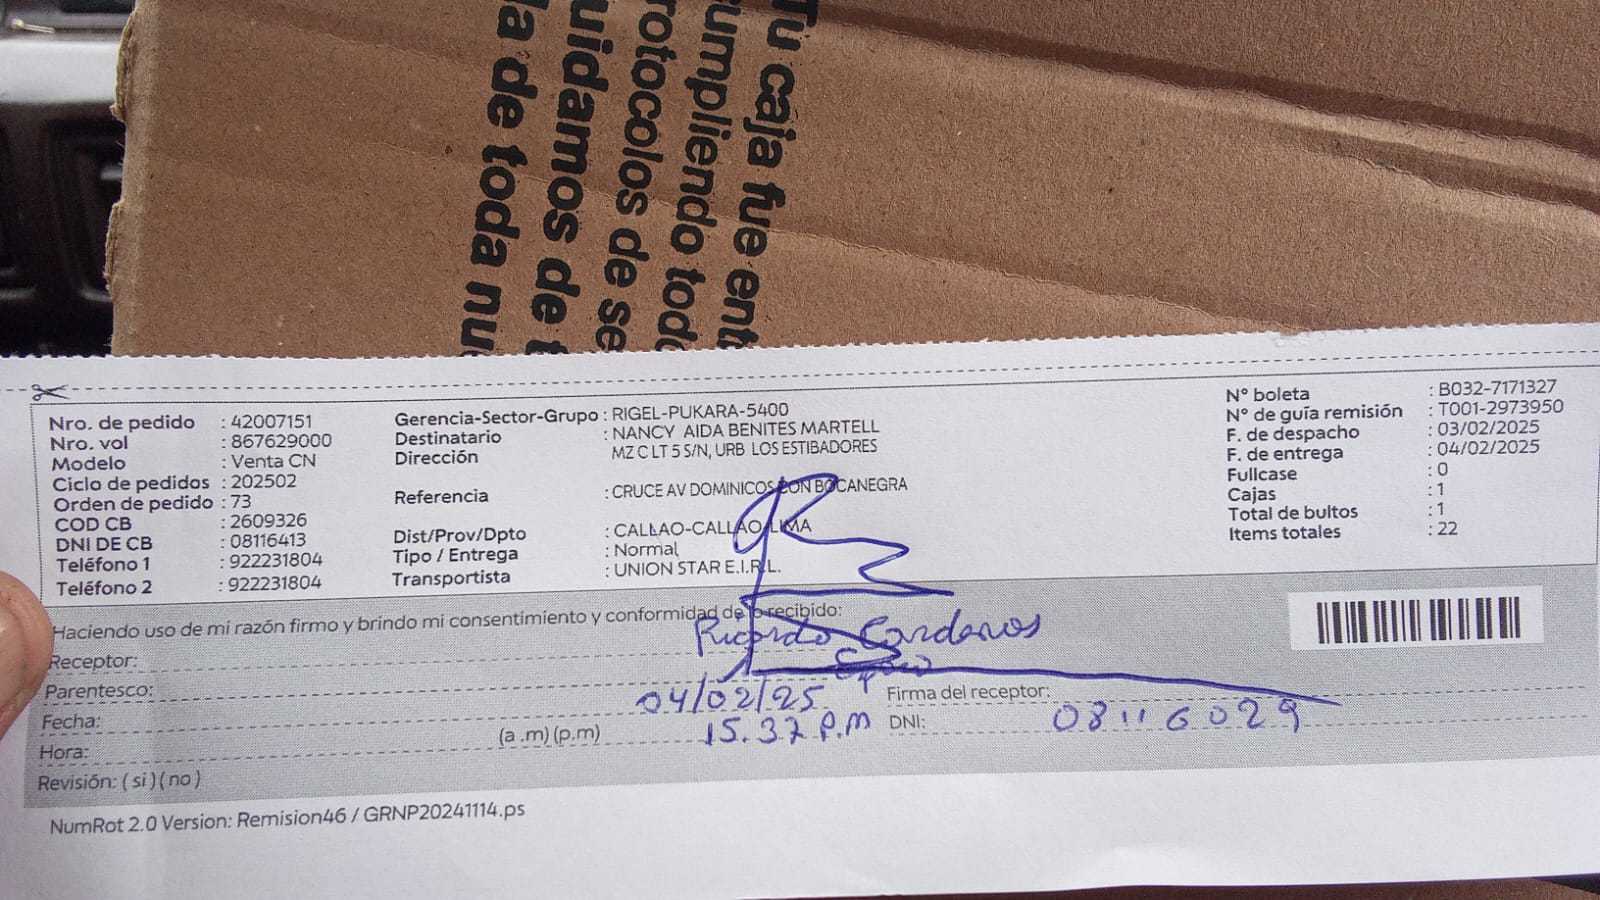 Tu caja fue ent
cumpliendo tod
rotocolos de se
uidamos de t
la de toda nu
Nro. de pedido : 42007151
Nro. vol : 867629000
Modelo : Venta CN
Ciclo de pedidos : 202502
Orden de pedido : 73
COD CB : 2609326
DNI DE CB : 08116413
Teléfono 1 : 922231804
Teléfono 2 : 922231804
Gerencia-Sector-Grupo : RIGEL-PUKARA-5400
Destinatario : NANCY AIDA BENITES MARTELL
Dirección MZ C LT 5 S/N, URB LOS ESTIBADORES
Referencia : CRUCE AV DOMINICOS CON BOCANEGRA
Dist/Prov/Dpto : CALLAO-CALLAO-LIMA
Tipo / Entrega : Normal
Transportista : UNION STAR E.I.R.L.
N° boleta : B032-7171327
N° de guía remisión : T001-2973950
F. de despacho : 03/02/2025
F. de entrega : 04/02/2025
Fullcase : 0
Cajas : 1
Total de bultos : 1
Items totales : 22
Haciendo uso de mi razón firmo y brindo mi consentimiento y conformidad de lo recibido:
Receptor: Ricardo Cardenas
Parentesco:
Fecha: 04/02/25 Firma del receptor:
Hora: (a .m) (p.m) 15.37 p.m DNI: 08116029
Revisión: ( si ) ( no )
NumRot 2.0 Version: Remision46 / GRNP20241114.ps